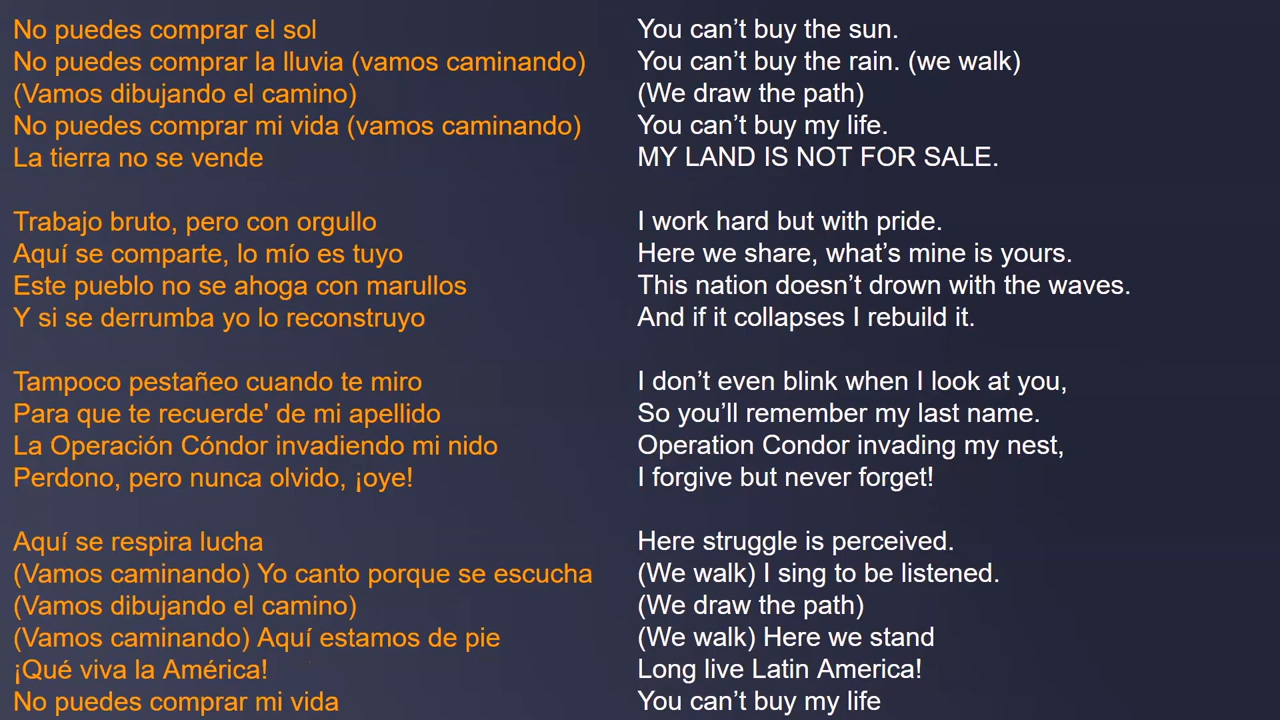 No puedes comprar el sol
No puedes comprar la lluvia (vamos caminando)
(Vamos dibujando el camino)
No puedes comprar mi vida (vamos caminando)
La tierra no se vende
Trabajo bruto, pero con orgullo
Aquí se comparte, lo mío es tuyo
Este pueblo no se ahoga con marullos
Y si se derrumba yo lo reconstruyo
Tampoco pestañeo cuando te miro
Para que te recuerde' de mi apellido
La Operación Cóndor invadiendo mi nido
Perdono, pero nunca olvido, ¡oye!
Aquí se respira lucha
(Vamos caminando) Yo canto porque se escucha
(Vamos dibujando el camino)
(Vamos caminando) Aquí estamos de pie
¡Qué viva la América!
No puedes comprar mi vida
You can’t buy the sun.
You can’t buy the rain. (we walk)
(We draw the path)
You can’t buy my life.
MY LAND IS NOT FOR SALE.
I work hard but with pride.
Here we share, what’s mine is yours.
This nation doesn’t drown with the waves.
And if it collapses I rebuild it.
I don’t even blink when I look at you,
So you’ll remember my last name.
Operation Condor invading my nest,
I forgive but never forget!
Here struggle is perceived.
(We walk) I sing to be listened.
(We draw the path)
(We walk) Here we stand
Long live Latin America!
You can’t buy my life